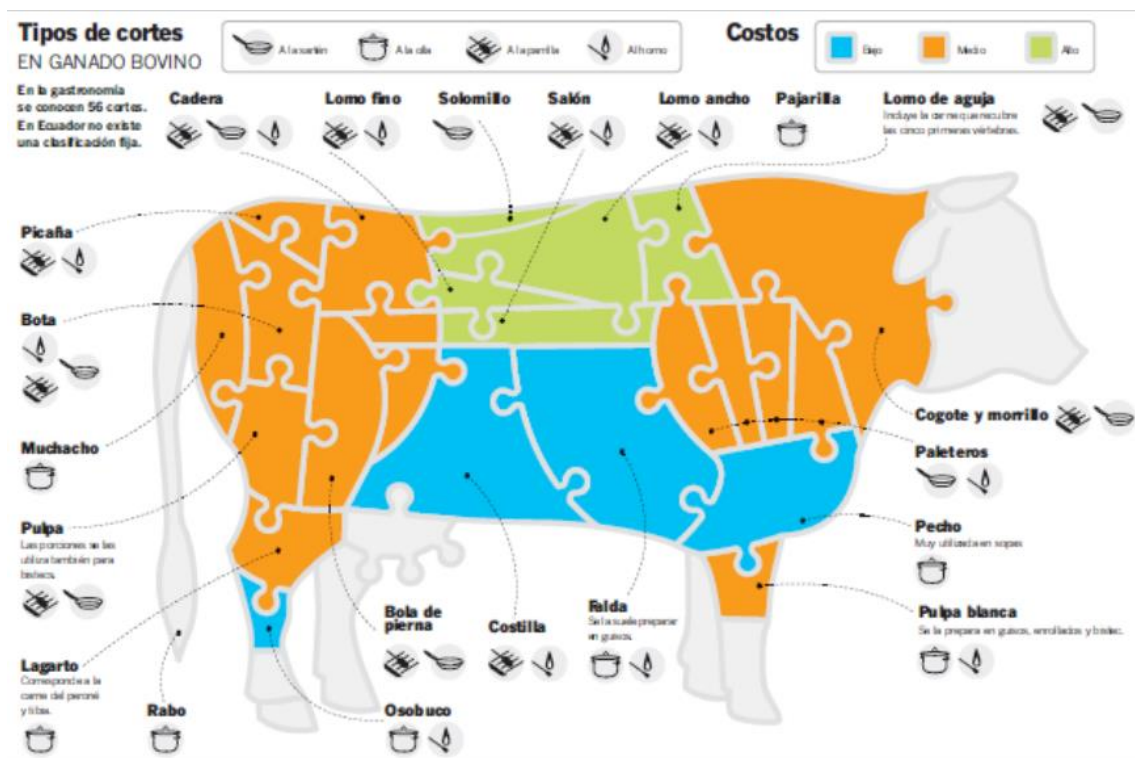 Tipos de cortes
EN GANADO BOVINO
A la sartén
A la olla
A la parrilla
Al horno
Costos
Bajo
Medio
Alto
En la gastronomía
se conocen 56 cortes.
En Ecuador no existe
una clasificación fija.
Cadera
Lomo fino
Solomillo
Salón
Lomo ancho
Pajarilla
Lomo de aguja
Incluye la carne que recubre
las cinco primeras vértebras.
Picaña
Bota
Muchacho
Pulpa
Las porciones se las
utiliza también para
bistecs.
Lagarto
Corresponde a la
carne del peroné
y tibia.
Rabo
Bola de
pierna
Osobuco
Costilla
Falda
Se la suele preparar
en guisos.
Cogote y morrillo
Paleteros
Pecho
Muy utilizada en sopas
Pulpa blanca
Se la prepara en guisos, enrollados y bistec.